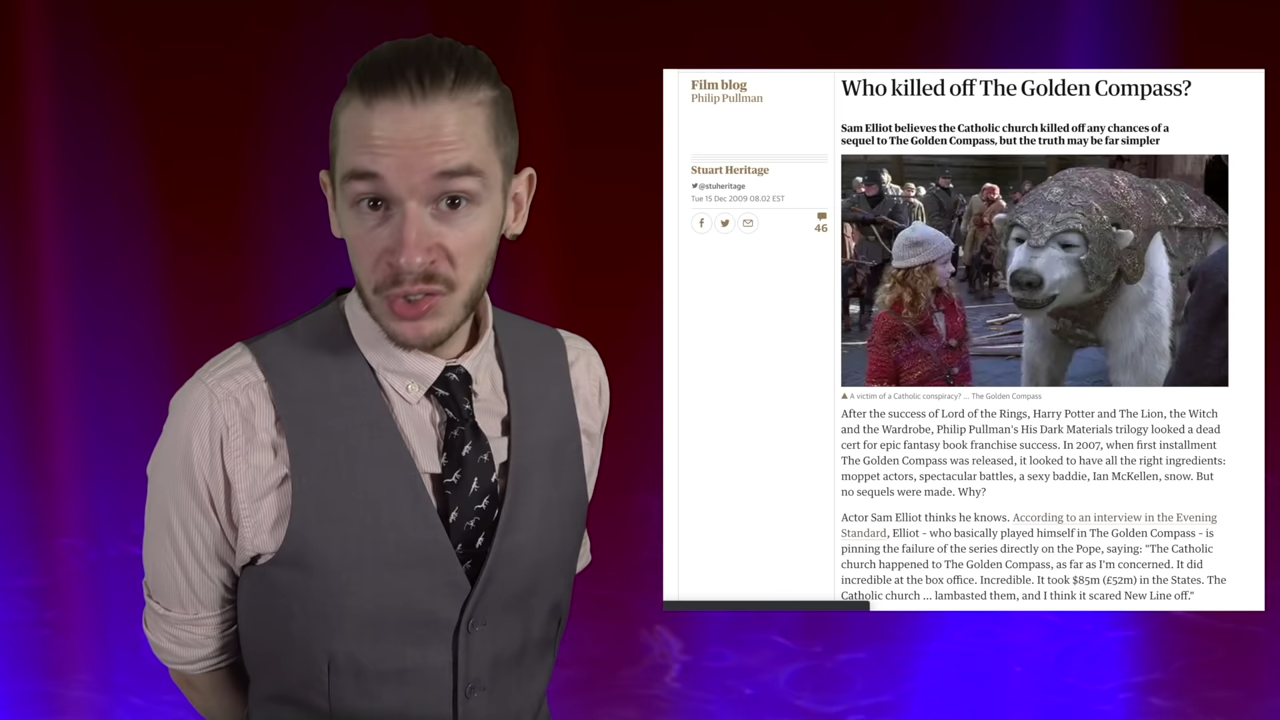 Film blog
Philip Pullman
Who killed off The Golden Compass?
Sam Elliot believes the Catholic church killed off any chances of a
sequel to The Golden Compass, but the truth may be far simpler
Stuart Heritage
@stuheritage
Tue 15 Dec 2009 08.02 EST
46
A victim of a Catholic conspiracy? ... The Golden Compass
After the success of Lord of the Rings, Harry Potter and The Lion, the Witch
and the Wardrobe, Philip Pullman's His Dark Materials trilogy looked a dead
cert for epic fantasy book franchise success. In 2007, when first installment
The Golden Compass was released, it looked to have all the right ingredients:
moppet actors, spectacular battles, a sexy baddie, Ian McKellen, snow. But
no sequels were made. Why?
Actor Sam Elliot thinks he knows. According to an interview in the Evening
Standard, Elliot - who basically played himself in The Golden Compass - is
pinning the failure of the series directly on the Pope, saying: "The Catholic
church happened to The Golden Compass, as far as I'm concerned. It did
incredible at the box office. Incredible. It took $85m (£52m) in the States. The
Catholic church ... lambasted them, and I think it scared New Line off."